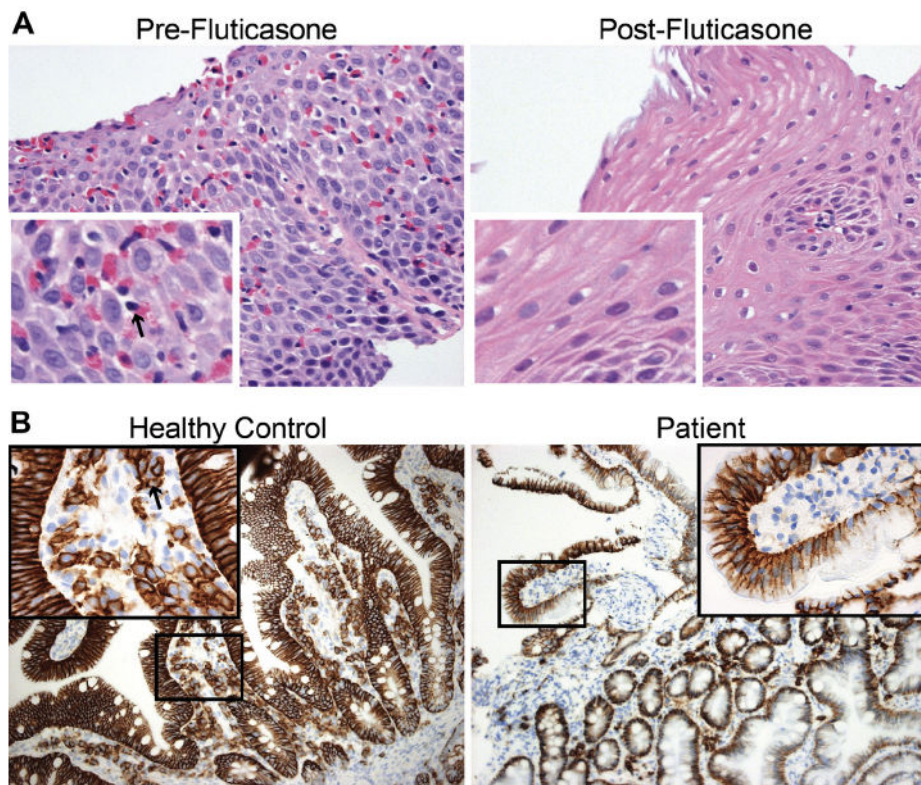 A
Pre-Fluticasone
Post-Fluticasone
B
Healthy Control
Patient